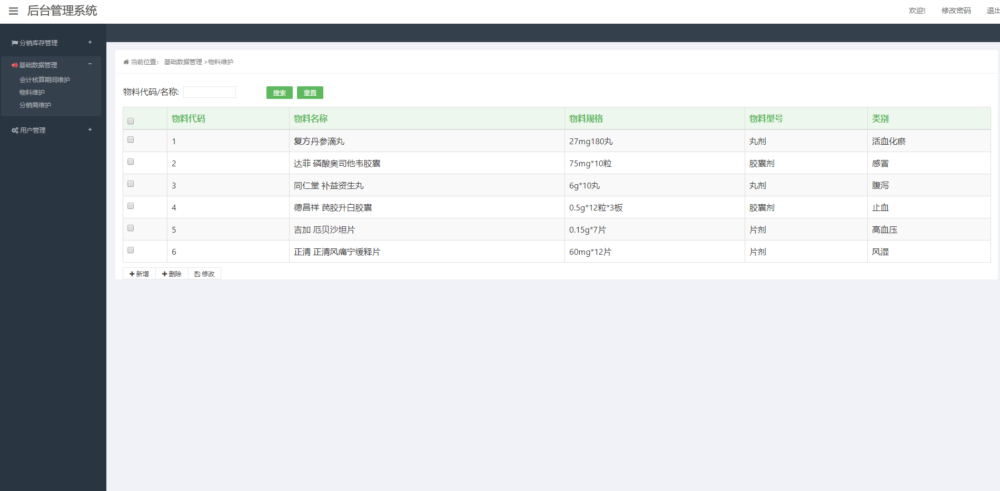 后台管理系统
欢迎! 修改密码 退出
分销库存管理 +
基础数据管理 −
会计核算期间维护
物料维护
分销商维护
用户管理 +
当前位置： 基础数据管理 >物料维护
物料代码/名称: 搜索 重置
物料代码 物料名称 物料规格 物料型号 类别
1 复方丹参滴丸 27mg180丸 丸剂 活血化瘀
2 达菲 磷酸奥司他韦胶囊 75mg*10粒 胶囊剂 感冒
3 同仁堂 补益资生丸 6g*10丸 丸剂 腹泻
4 德昌祥 芪胶升白胶囊 0.5g*12粒*3板 胶囊剂 止血
5 吉加 厄贝沙坦片 0.15g*7片 片剂 高血压
6 正清 正清风痛宁缓释片 60mg*12片 片剂 风湿
新增 删除 修改